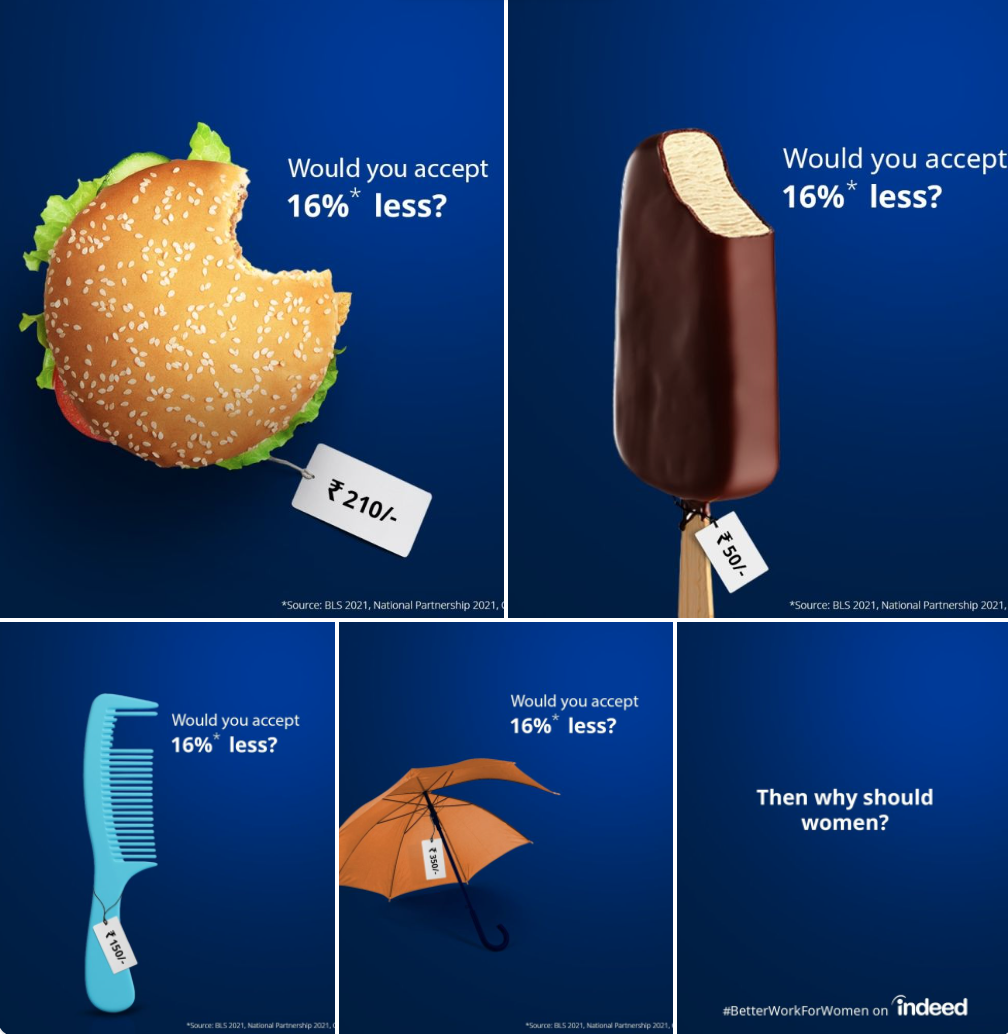 Would you accept
16%* less?
₹ 210/-
*Source: BLS 2021, National Partnership 2021,
Would you accept
16%* less?
₹ 50/-
*Source: BLS 2021, National Partnership 2021,
Would you accept
16%* less?
₹ 150/-
*Source: BLS 2021, National Partnership 2021,
Would you accept
16%* less?
₹ 350/-
*Source: BLS 2021, National Partnership 2021,
Then why should
women?
#BetterWorkForWomen on indeed